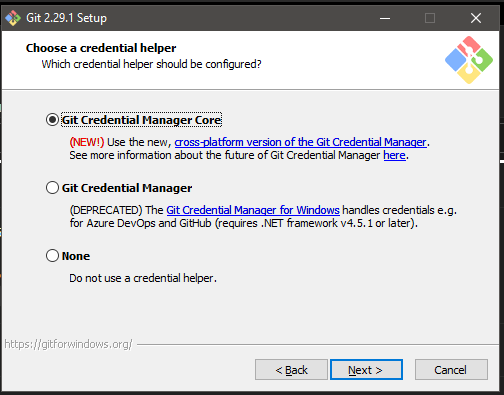 Git 2.29.1 Setup
Choose a credential helper
Which credential helper should be configured?
Git Credential Manager Core
(NEW!) Use the new, cross-platform version of the Git Credential Manager.
See more information about the future of Git Credential Manager here.
Git Credential Manager
(DEPRECATED) The Git Credential Manager for Windows handles credentials e.g.
for Azure DevOps and GitHub (requires .NET framework v4.5.1 or later).
None
Do not use a credential helper.
https://gitforwindows.org/
< Back Next > Cancel